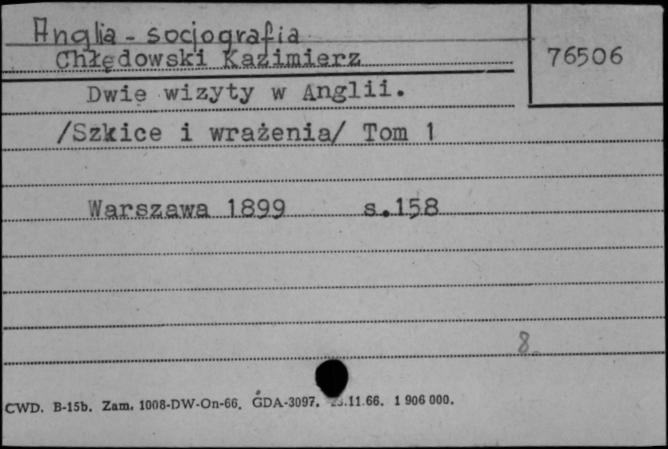 Anglia - socjografia
Chłędowski Kazimierz
76506
Dwie wizyty w Anglii.
/Szkice i wrażenia/ Tom 1
Warszawa 1899 s.158
8
CWD. B-15b. Zam. 1008-DW-On-66. GDA-3097. .11.66. 1 906 000.